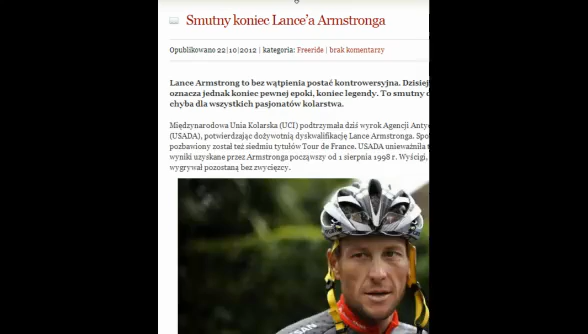 Smutny koniec Lance'a Armstronga
Opublikowano 22|10|2012 | kategoria: Freeride | brak komentarzy
Lance Armstrong to bez wątpienia postać kontrowersyjna. Dzisiej
oznacza jednak koniec pewnej epoki, koniec legendy. To smutny
chyba dla wszystkich pasjonatów kolarstwa.
Międzynarodowa Unia Kolarska (UCI) podtrzymała dziś wyrok Agencji Anty
(USADA), potwierdzając dożywotnią dyskwalifikację Lance Armstronga. Spo
pozbawiony został też siedmiu tytułów Tour de France. USADA unieważniła
wyniki uzyskane przez Armstronga począwszy od 1 sierpnia 1998 r. Wyścigi,
wygrywał pozostaną bez zwycięzcy.
NISSAN